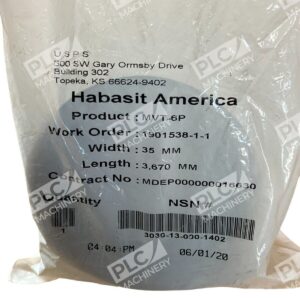 U S P S
500 SW Gary Ormsby Drive
Building 302
Topeka, KS 66624-9402
Habasit America
Product : MVT-6P
Work Order : 1901538-1-1
Width : 35 MM
Length : 3,670 MM
Contract No : MDEP000000016630
Quantity NSN #
1 3030-13-000-1402
04:04 PM 06/01/20
PLC MACHINERY